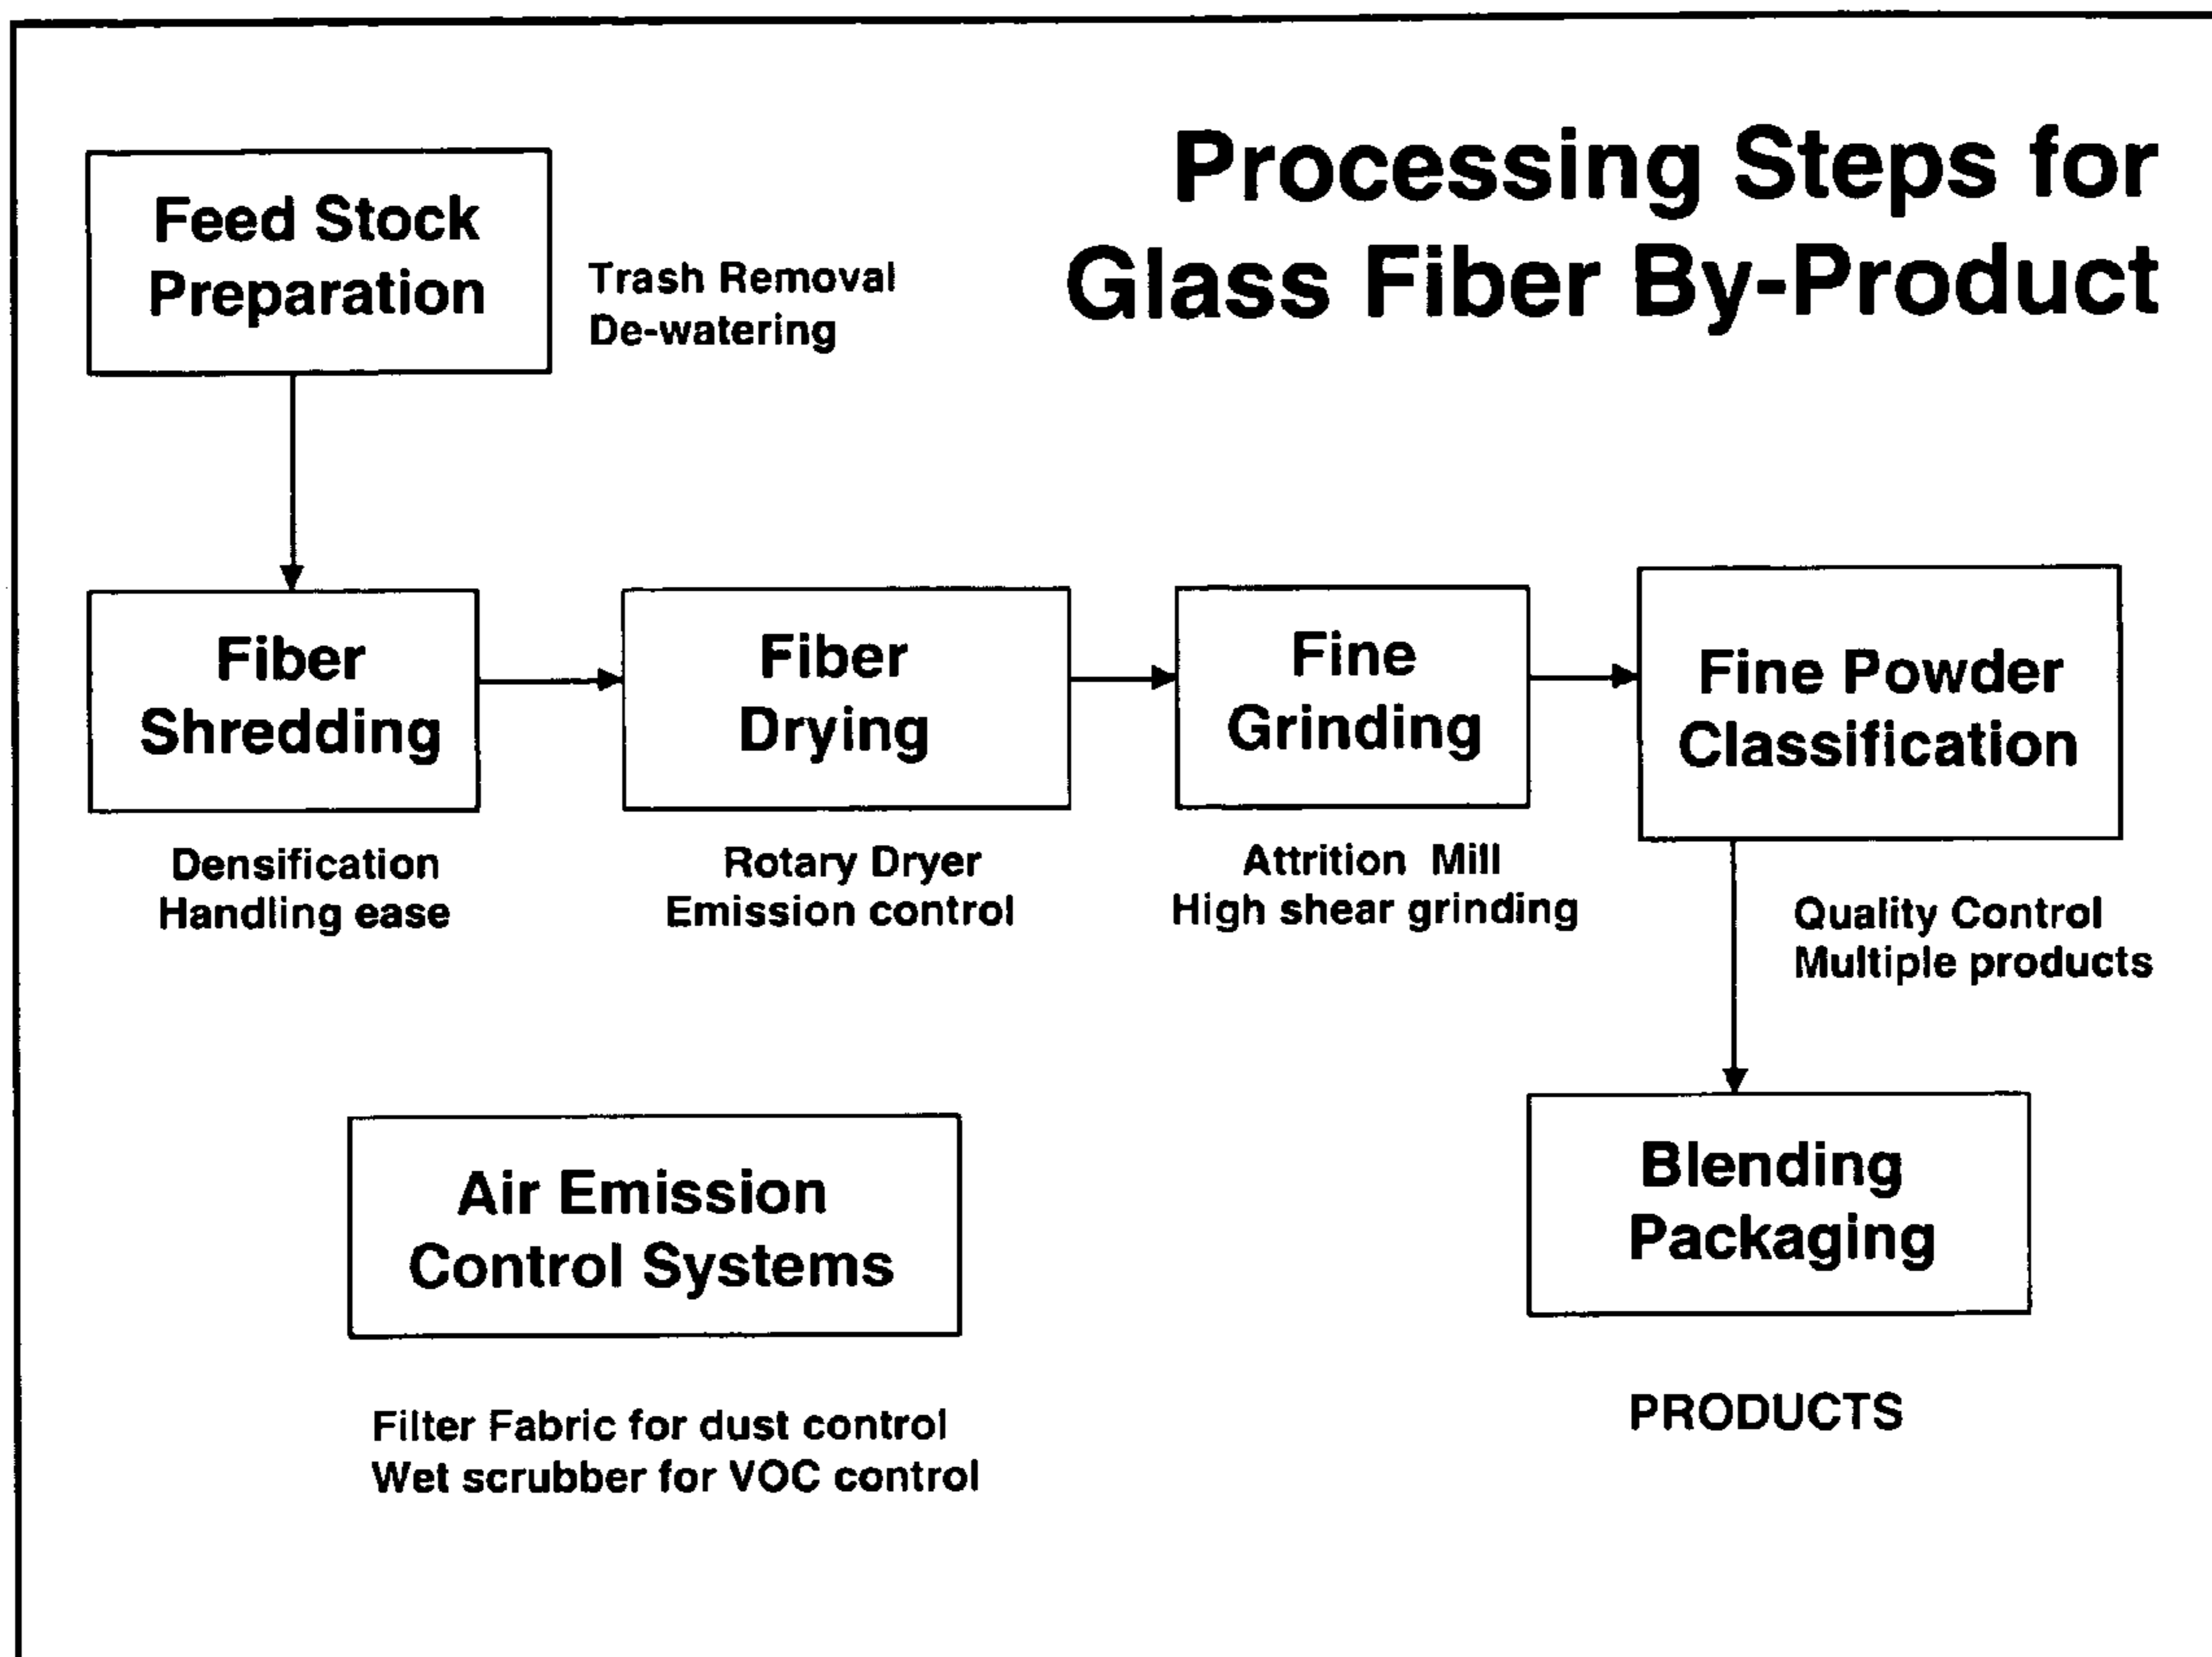 Processing Steps for
Glass Fiber By-Product
Feed Stock
Preparation
Trash Removal
De-watering
Fiber
Shredding
Densification
Handling ease
Fiber
Drying
Rotary Dryer
Emission control
Fine
Grinding
Attrition Mill
High shear grinding
Fine Powder
Classification
Quality Control
Multiple products
Blending
Packaging
PRODUCTS
Air Emission
Control Systems
Filter Fabric for dust control
Wet scrubber for VOC control